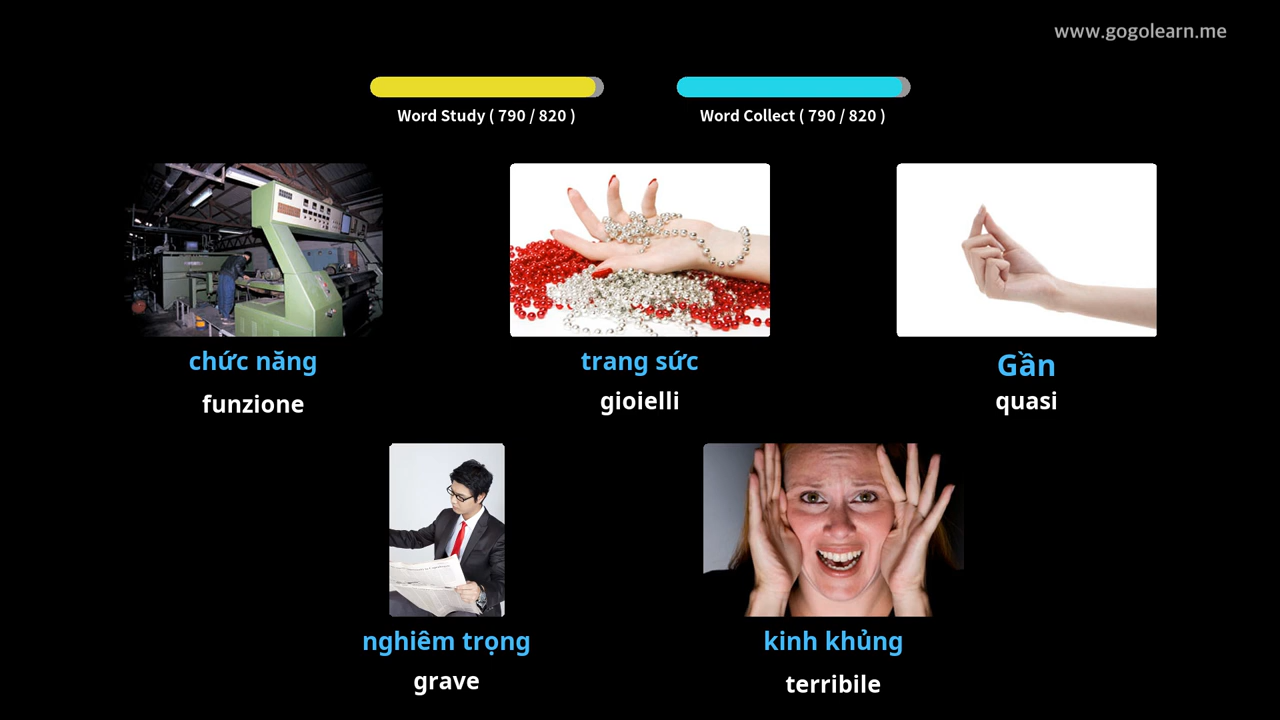 www.gogolearn.me
Word Study ( 790 / 820 )
Word Collect ( 790 / 820 )
chức năng
funzione
trang sức
gioielli
Gần
quasi
nghiêm trọng
grave
kinh khủng
terribile